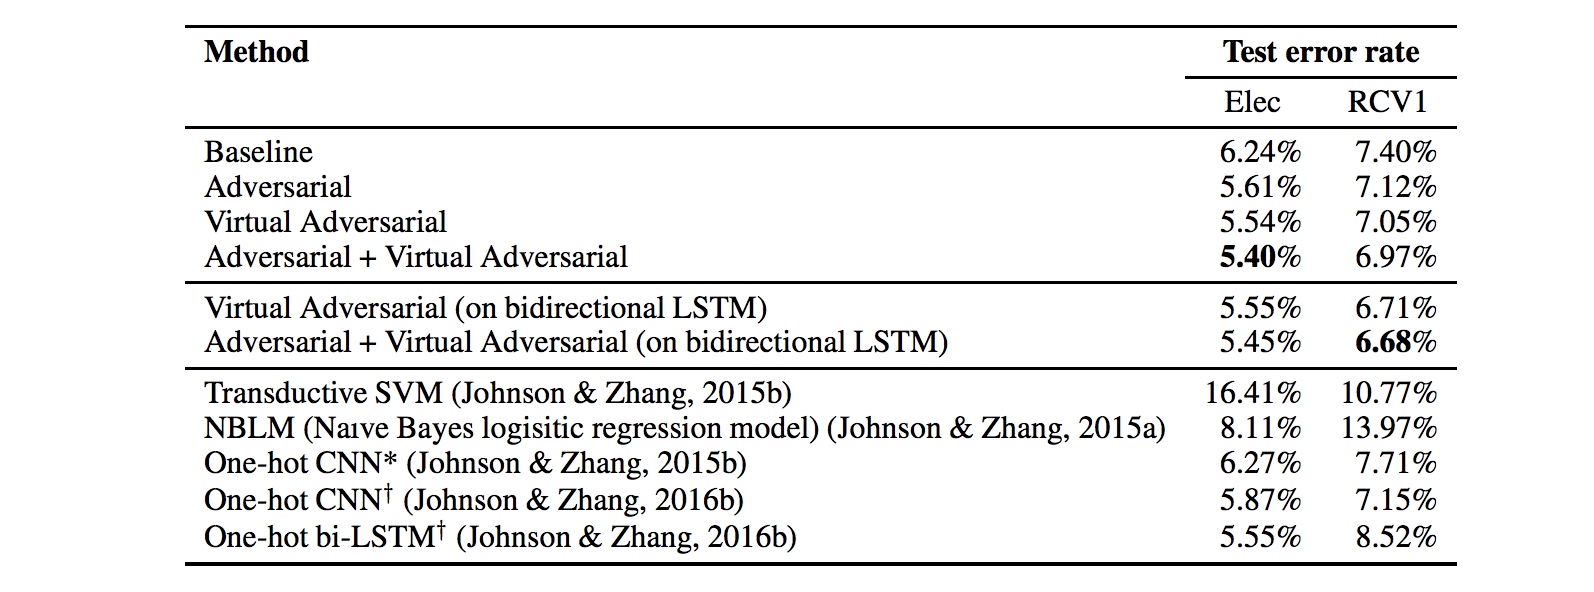 Method Test error rate
Elec RCV1
Baseline 6.24% 7.40%
Adversarial 5.61% 7.12%
Virtual Adversarial 5.54% 7.05%
Adversarial + Virtual Adversarial 5.40% 6.97%
Virtual Adversarial (on bidirectional LSTM) 5.55% 6.71%
Adversarial + Virtual Adversarial (on bidirectional LSTM) 5.45% 6.68%
Transductive SVM (Johnson & Zhang, 2015b) 16.41% 10.77%
NBLM (Naıve Bayes logisitic regression model) (Johnson & Zhang, 2015a) 8.11% 13.97%
One-hot CNN* (Johnson & Zhang, 2015b) 6.27% 7.71%
One-hot CNN† (Johnson & Zhang, 2016b) 5.87% 7.15%
One-hot bi-LSTM† (Johnson & Zhang, 2016b) 5.55% 8.52%